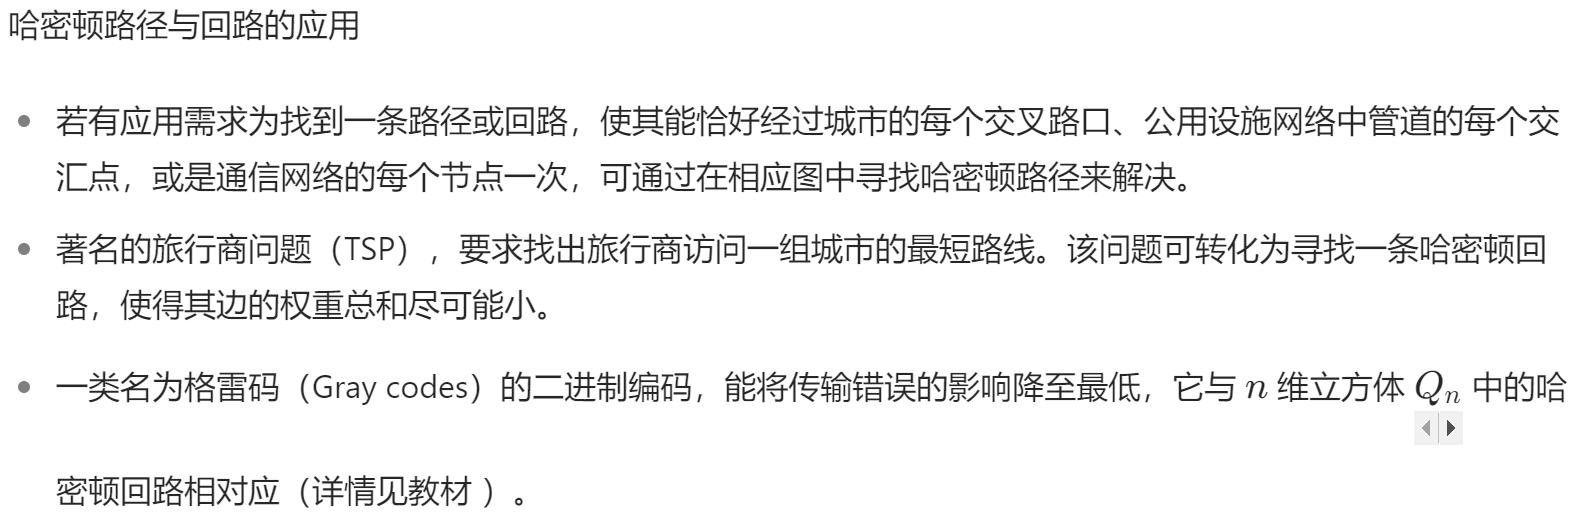 哈密顿路径与回路的应用
• 若有应用需求为找到一条路径或回路，使其能恰好经过城市的每个交叉路口、公用设施网络中管道的每个交
汇点，或是通信网络的每个节点一次，可通过在相应图中寻找哈密顿路径来解决。
• 著名的旅行商问题（TSP），要求找出旅行商访问一组城市的最短路线。该问题可转化为寻找一条哈密顿回
路，使得其边的权重总和尽可能小。
• 一类名为格雷码（Gray codes）的二进制编码，能将传输错误的影响降至最低，它与 n 维立方体 Qₙ 中的哈
密顿回路相对应（详情见教材 ）。